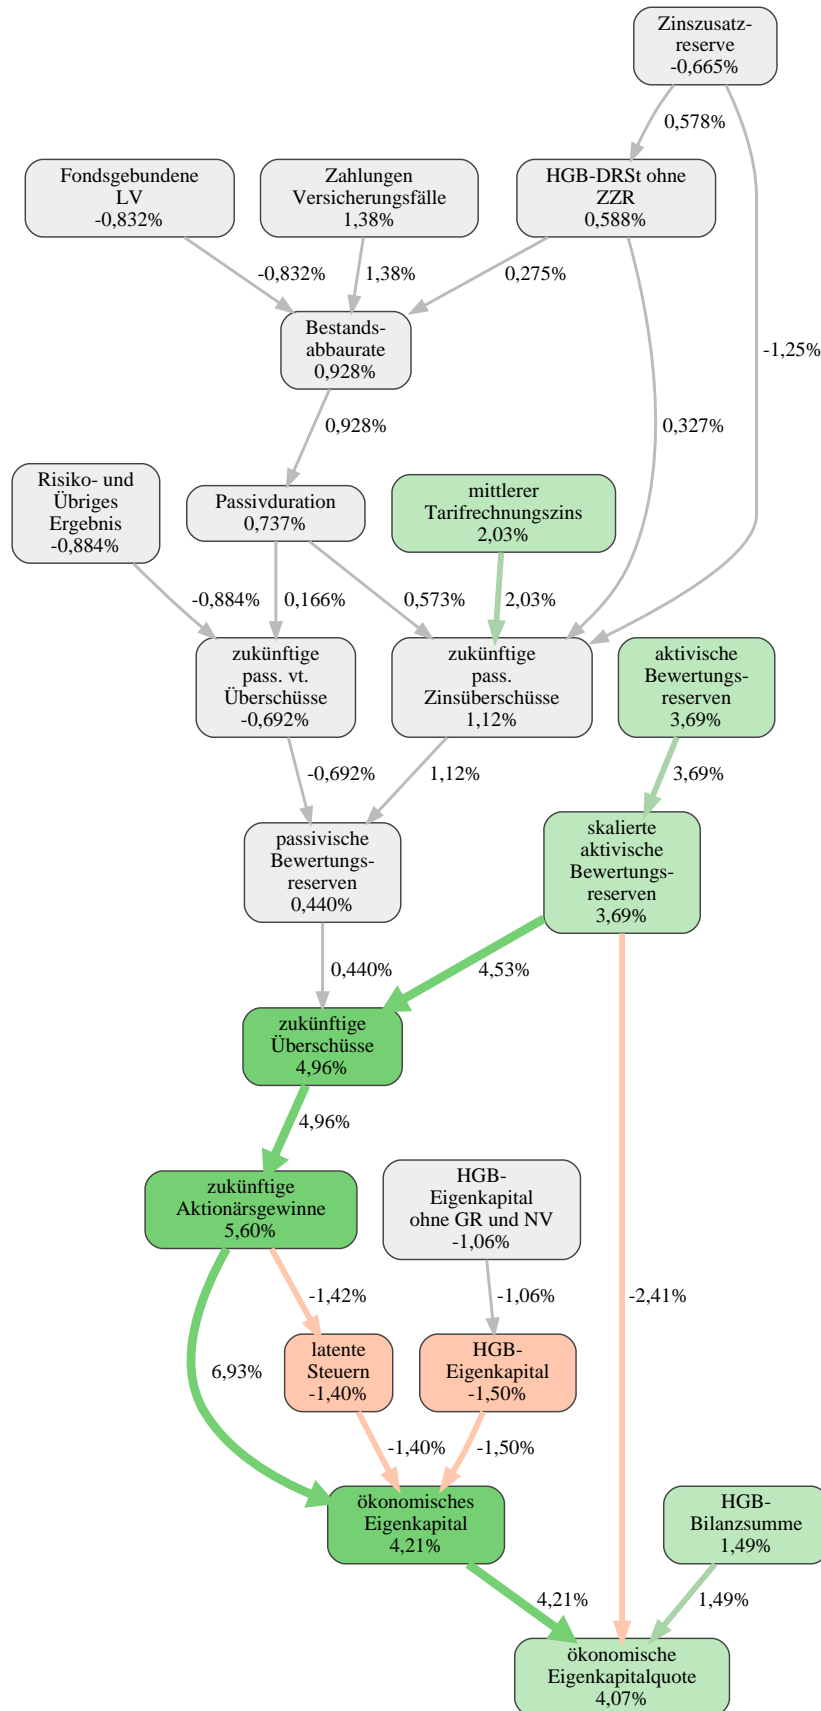 Zinszusatz-
reserve
-0,665%
0,578%
Fondsgebundene
LV
-0,832%
Zahlungen
Versicherungsfälle
1,38%
HGB-DRSt ohne
ZZR
0,588%
-0,832%
1,38%
0,275%
Bestands-
abbaurate
0,928%
-1,25%
0,928%
0,327%
Risiko- und
Übriges
Ergebnis
-0,884%
Passivduration
0,737%
mittlerer
Tarifrechnungszins
2,03%
-0,884%
0,166%
0,573%
2,03%
zukünftige
pass. vt.
Überschüsse
-0,692%
zukünftige
pass.
Zinsüberschüsse
1,12%
aktivische
Bewertungs-
reserven
3,69%
-0,692%
1,12%
3,69%
passivische
Bewertungs-
reserven
0,440%
skalierte
aktivische
Bewertungs-
reserven
3,69%
0,440%
4,53%
zukünftige
Überschüsse
4,96%
4,96%
zukünftige
Aktionärsgewinne
5,60%
HGB-
Eigenkapital
ohne GR und NV
-1,06%
-1,42%
-1,06%
-2,41%
6,93%
latente
Steuern
-1,40%
HGB-
Eigenkapital
-1,50%
-1,40%
-1,50%
ökonomisches
Eigenkapital
4,21%
HGB-
Bilanzsumme
1,49%
4,21%
1,49%
ökonomische
Eigenkapitalquote
4,07%